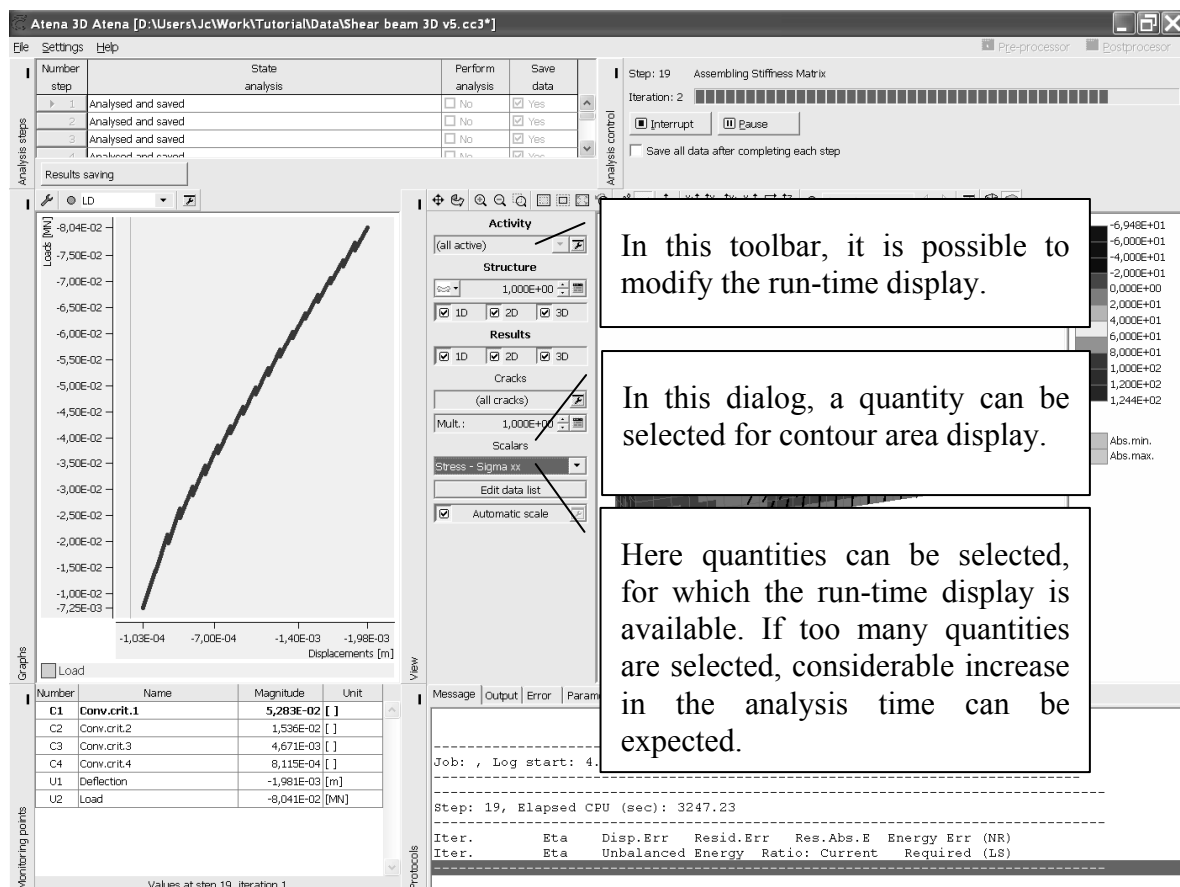 Atena 3D Atena [D:\Users\Jc\Work\Tutorial\Data\Shear beam 3D v5.cc3*]
File Settings Help
Pre-processor Postprocesor
Analysis steps
Number step State analysis Perform analysis Save data
1 Analysed and saved No Yes
2 Analysed and saved No Yes
3 Analysed and saved No Yes
4 Analysed and saved No Yes
Results saving
Analysis control
Step: 19 Assembling Stiffness Matrix
Iteration: 2
Interrupt Pause
Save all data after completing each step
Graphs
LD
Loads [MN]
-8,04E-02
-7,50E-02
-7,00E-02
-6,50E-02
-6,00E-02
-5,50E-02
-5,00E-02
-4,50E-02
-4,00E-02
-3,50E-02
-3,00E-02
-2,50E-02
-2,00E-02
-1,50E-02
-1,00E-02
-7,25E-03
-1,03E-04 -7,00E-04 -1,40E-03 -1,98E-03
Displacements [m]
Load
View
Activity
(all active)
Structure
1,000E+00
1D 2D 3D
Results
1D 2D 3D
Cracks
(all cracks)
Mult.: 1,000E+00
Scalars
Stress - Sigma xx
Edit data list
Automatic scale
In this toolbar, it is possible to
modify the run-time display.
In this dialog, a quantity can be
selected for contour area display.
Here quantities can be selected,
for which the run-time display is
available. If too many quantities
are selected, considerable increase
in the analysis time can be
expected.
-6,948E+01
-6,000E+01
-4,000E+01
-2,000E+01
0,000E+00
2,000E+01
4,000E+01
6,000E+01
8,000E+01
1,000E+02
1,200E+02
1,244E+02
Abs.min.
Abs.max.
Monitoring points
Number Name Magnitude Unit
C1 Conv.crit.1 5,283E-02 [ ]
C2 Conv.crit.2 1,536E-02 [ ]
C3 Conv.crit.3 4,671E-03 [ ]
C4 Conv.crit.4 8,115E-04 [ ]
U1 Deflection -1,981E-03 [m]
U2 Load -8,041E-02 [MN]
Values at step 19, iteration 1
Protocols
Message Output Error Param
Job: , Log start: 4.
Step: 19, Elapsed CPU (sec): 3247.23
Iter. Eta Disp.Err Resid.Err Res.Abs.E Energy Err (NR)
Iter. Eta Unbalanced Energy Ratio: Current Required (LS)